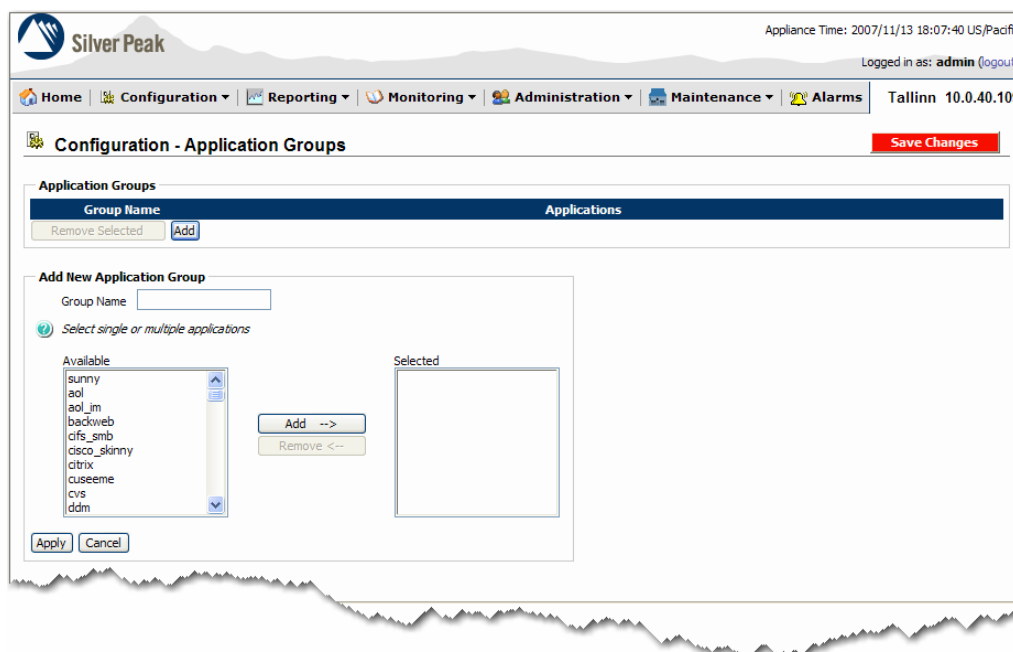 Silver Peak
Appliance Time: 2007/11/13 18:07:40 US/Pacifi
Logged in as: admin (logout
Home Configuration Reporting Monitoring Administration Maintenance Alarms Tallinn 10.0.40.10
Configuration - Application Groups
Save Changes
Application Groups
Group Name Applications
Remove Selected Add
Add New Application Group
Group Name
Select single or multiple applications
Available Selected
sunny
aol
aol_im
backweb
cifs_smb
cisco_skinny
citrix
cuseeme
cvs
ddm
Add -->
Remove <--
Apply Cancel